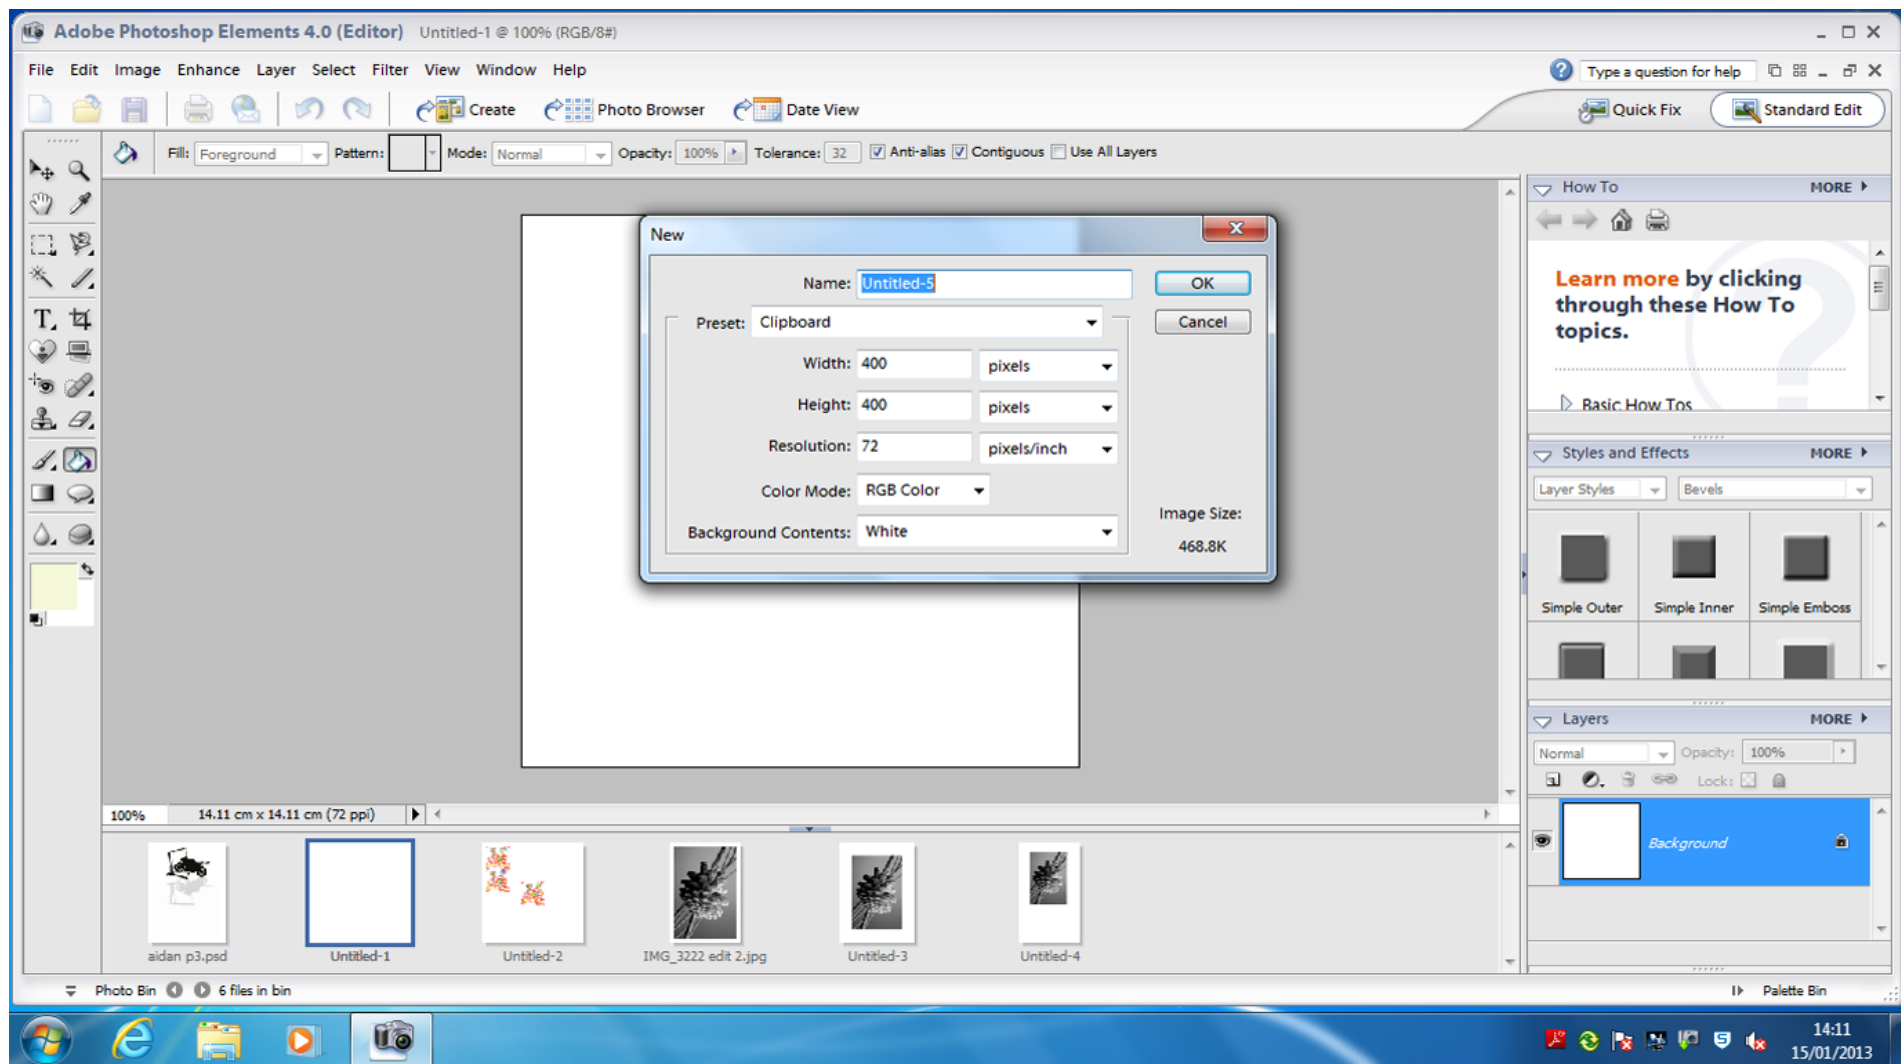 Adobe Photoshop Elements 4.0 (Editor) Untitled-1 @ 100% (RGB/8#)
File Edit Image Enhance Layer Select Filter View Window Help
Type a question for help
Create Photo Browser Date View
Quick Fix Standard Edit
Fill: Foreground Pattern: Mode: Normal Opacity: 100% Tolerance: 32 Anti-alias Contiguous Use All Layers
How To MORE
Learn more by clicking
through these How To
topics.
Basic How Tos
New
Name: Untitled-5
OK
Preset: Clipboard
Cancel
Width: 400 pixels
Height: 400 pixels
Resolution: 72 pixels/inch
Color Mode: RGB Color
Background Contents: White
Image Size:
468.8K
Styles and Effects MORE
Layer Styles Bevels
Simple Outer Simple Inner Simple Emboss
Layers MORE
Normal Opacity: 100%
Lock:
Background
100% 14.11 cm x 14.11 cm (72 ppi)
aidan p3.psd Untitled-1 Untitled-2 IMG_3222 edit 2.jpg Untitled-3 Untitled-4
Photo Bin 6 files in bin
Palette Bin
14:11
15/01/2013